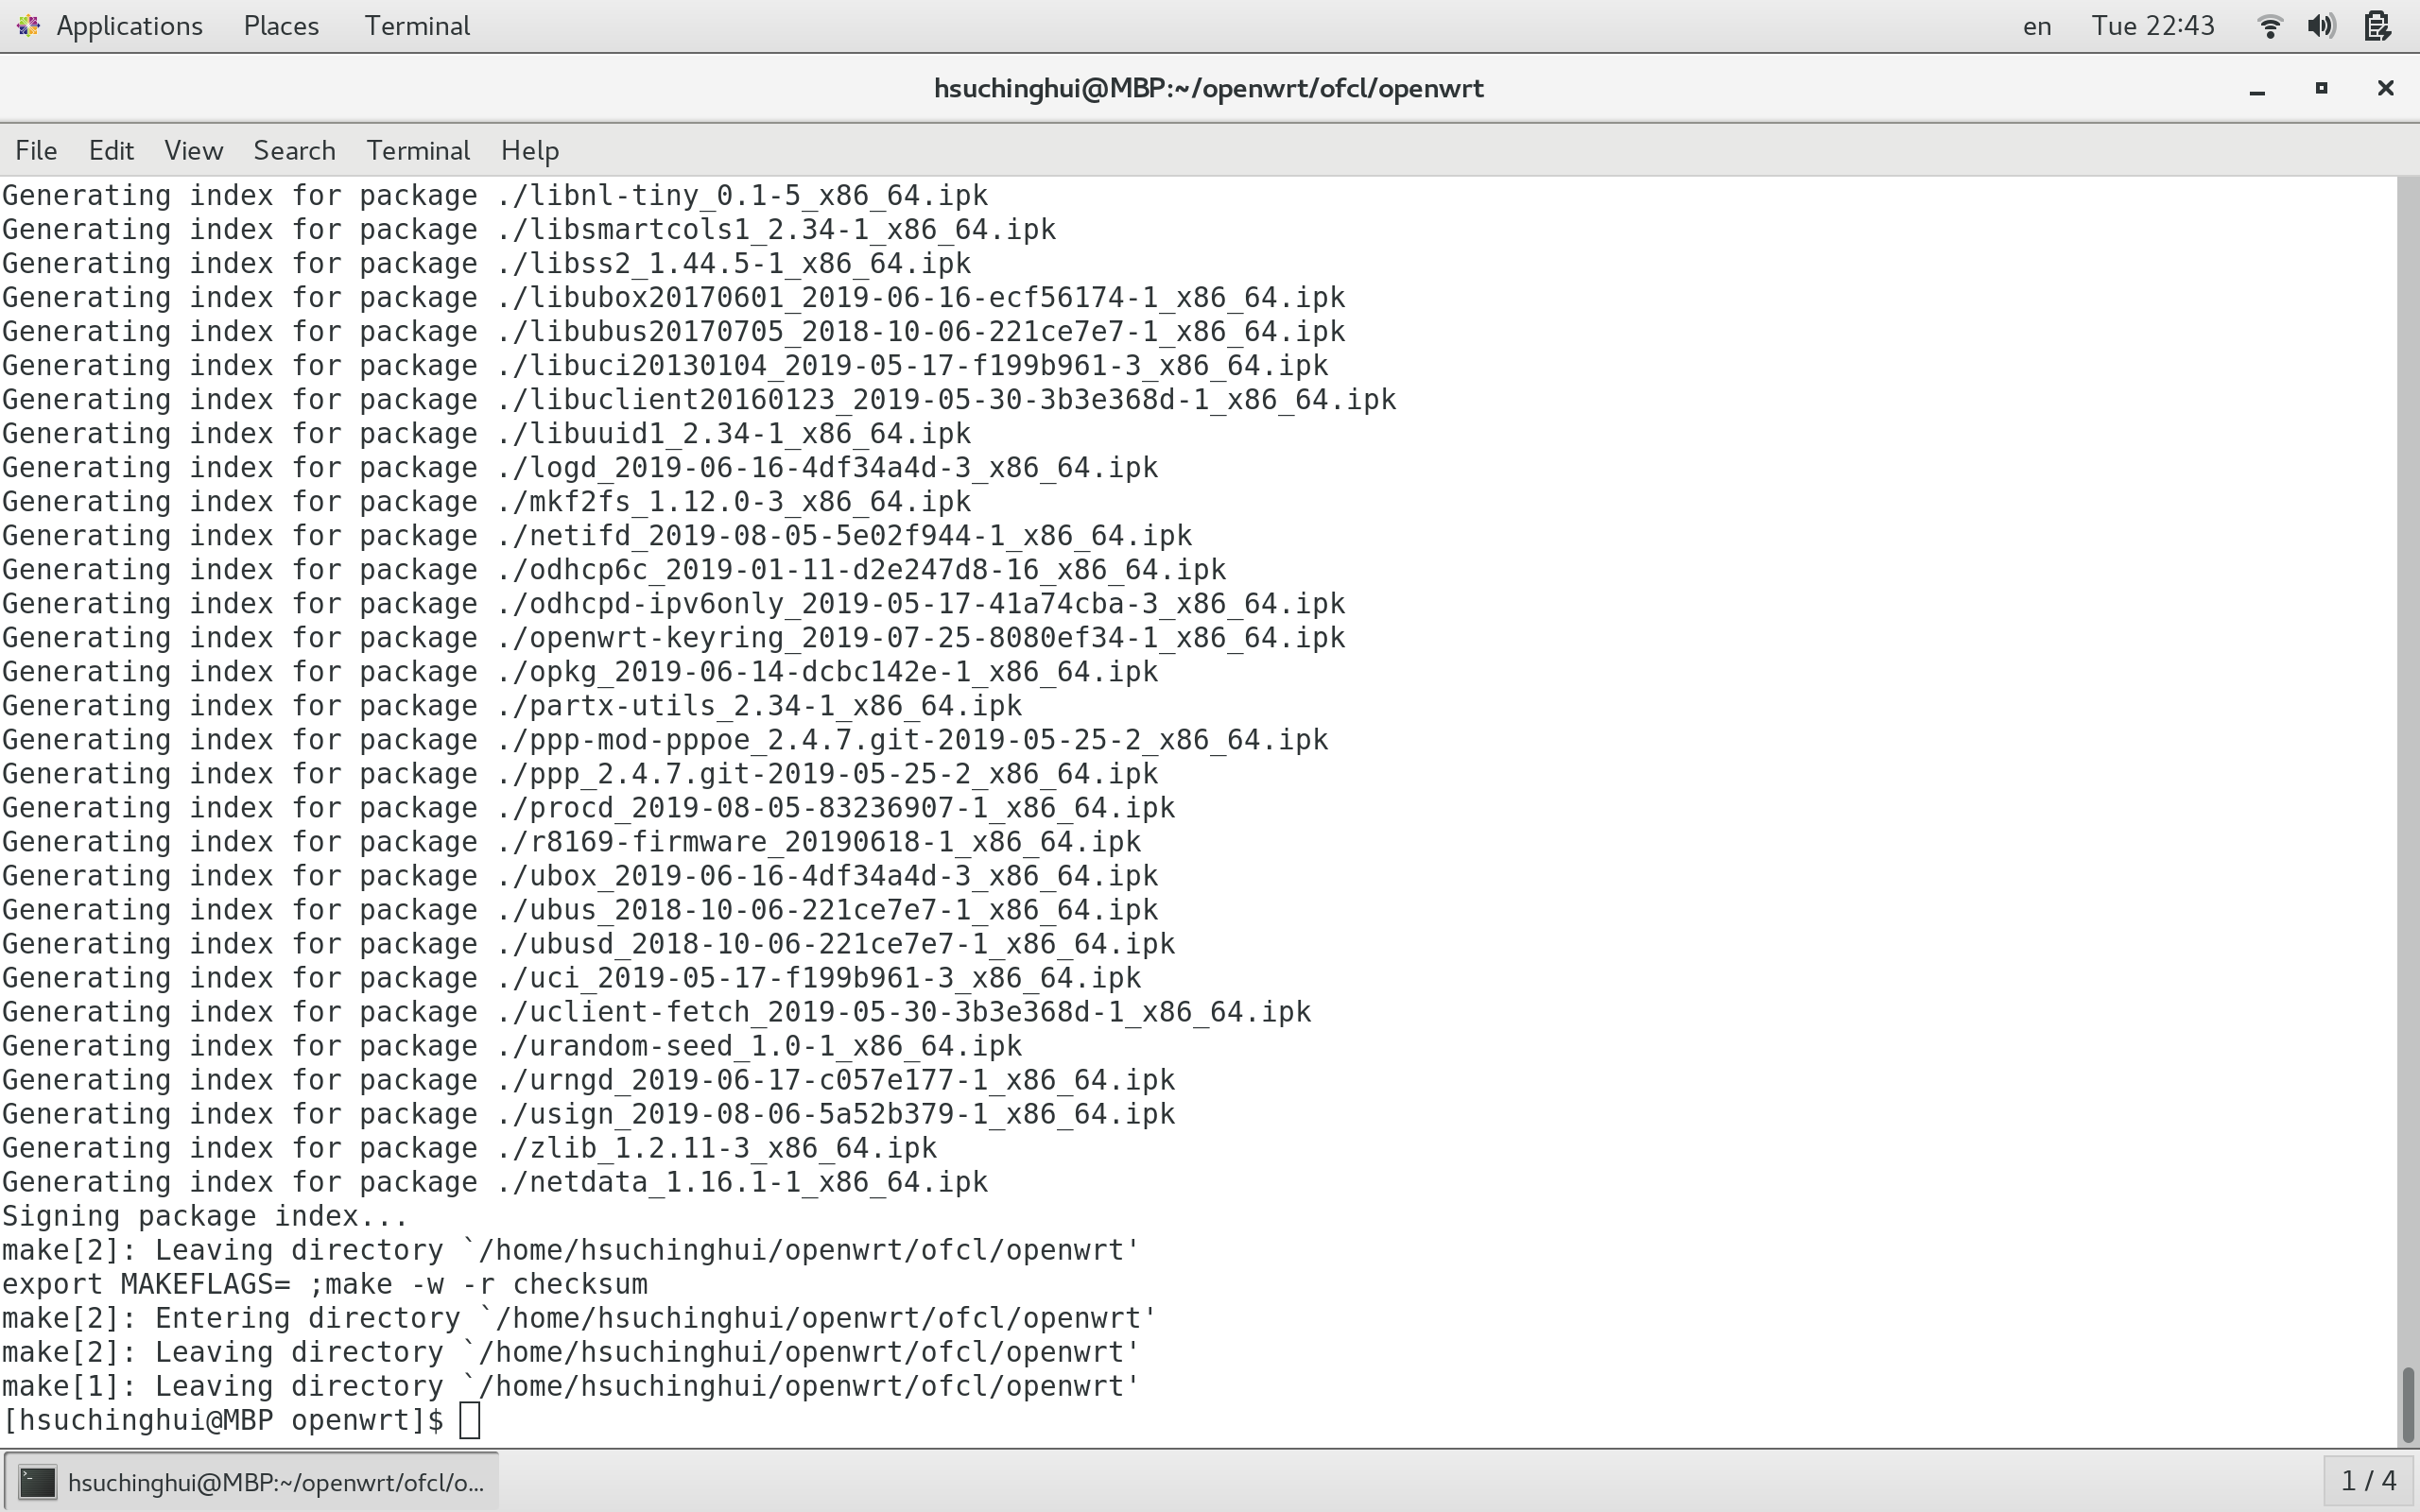 Applications Places Terminal en Tue 22:43
hsuchinghui@MBP:~/openwrt/ofcl/openwrt
File Edit View Search Terminal Help
Generating index for package ./libnl-tiny_0.1-5_x86_64.ipk
Generating index for package ./libsmartcols1_2.34-1_x86_64.ipk
Generating index for package ./libss2_1.44.5-1_x86_64.ipk
Generating index for package ./libubox20170601_2019-06-16-ecf56174-1_x86_64.ipk
Generating index for package ./libubus20170705_2018-10-06-221ce7e7-1_x86_64.ipk
Generating index for package ./libuci20130104_2019-05-17-f199b961-3_x86_64.ipk
Generating index for package ./libuclient20160123_2019-05-30-3b3e368d-1_x86_64.ipk
Generating index for package ./libuuid1_2.34-1_x86_64.ipk
Generating index for package ./logd_2019-06-16-4df34a4d-3_x86_64.ipk
Generating index for package ./mkf2fs_1.12.0-3_x86_64.ipk
Generating index for package ./netifd_2019-08-05-5e02f944-1_x86_64.ipk
Generating index for package ./odhcp6c_2019-01-11-d2e247d8-16_x86_64.ipk
Generating index for package ./odhcpd-ipv6only_2019-05-17-41a74cba-3_x86_64.ipk
Generating index for package ./openwrt-keyring_2019-07-25-8080ef34-1_x86_64.ipk
Generating index for package ./opkg_2019-06-14-dcbc142e-1_x86_64.ipk
Generating index for package ./partx-utils_2.34-1_x86_64.ipk
Generating index for package ./ppp-mod-pppoe_2.4.7.git-2019-05-25-2_x86_64.ipk
Generating index for package ./ppp_2.4.7.git-2019-05-25-2_x86_64.ipk
Generating index for package ./procd_2019-08-05-83236907-1_x86_64.ipk
Generating index for package ./r8169-firmware_20190618-1_x86_64.ipk
Generating index for package ./ubox_2019-06-16-4df34a4d-3_x86_64.ipk
Generating index for package ./ubus_2018-10-06-221ce7e7-1_x86_64.ipk
Generating index for package ./ubusd_2018-10-06-221ce7e7-1_x86_64.ipk
Generating index for package ./uci_2019-05-17-f199b961-3_x86_64.ipk
Generating index for package ./uclient-fetch_2019-05-30-3b3e368d-1_x86_64.ipk
Generating index for package ./urandom-seed_1.0-1_x86_64.ipk
Generating index for package ./urngd_2019-06-17-c057e177-1_x86_64.ipk
Generating index for package ./usign_2019-08-06-5a52b379-1_x86_64.ipk
Generating index for package ./zlib_1.2.11-3_x86_64.ipk
Generating index for package ./netdata_1.16.1-1_x86_64.ipk
Signing package index...
make[2]: Leaving directory `/home/hsuchinghui/openwrt/ofcl/openwrt'
export MAKEFLAGS= ;make -w -r checksum
make[2]: Entering directory `/home/hsuchinghui/openwrt/ofcl/openwrt'
make[2]: Leaving directory `/home/hsuchinghui/openwrt/ofcl/openwrt'
make[1]: Leaving directory `/home/hsuchinghui/openwrt/ofcl/openwrt'
[hsuchinghui@MBP openwrt]$
hsuchinghui@MBP:~/openwrt/ofcl/o... 1 / 4